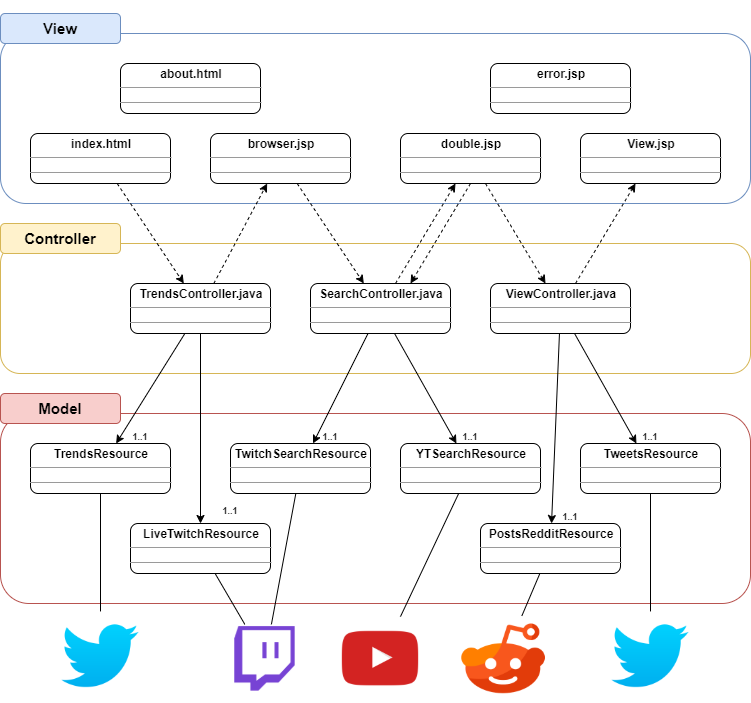 View
about.html
error.jsp
index.html
browser.jsp
double.jsp
View.jsp
Controller
TrendsController.java
SearchController.java
ViewController.java
Model
1..1
1..1
1..1
1..1
TrendsResource
TwitchSearchResource
YTSearchResource
TweetsResource
1..1
1..1
LiveTwitchResource
PostsRedditResource